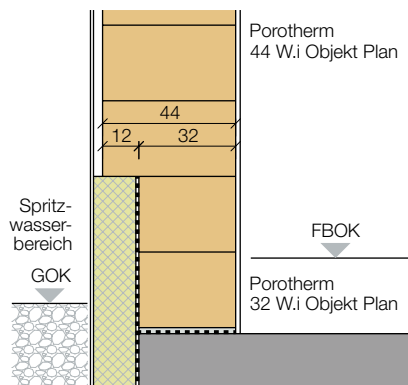 Porotherm
44 W.i Objekt Plan
44
12 32
Spritz-
wasser-
bereich
GOK
FBOK
Porotherm
32 W.i Objekt Plan